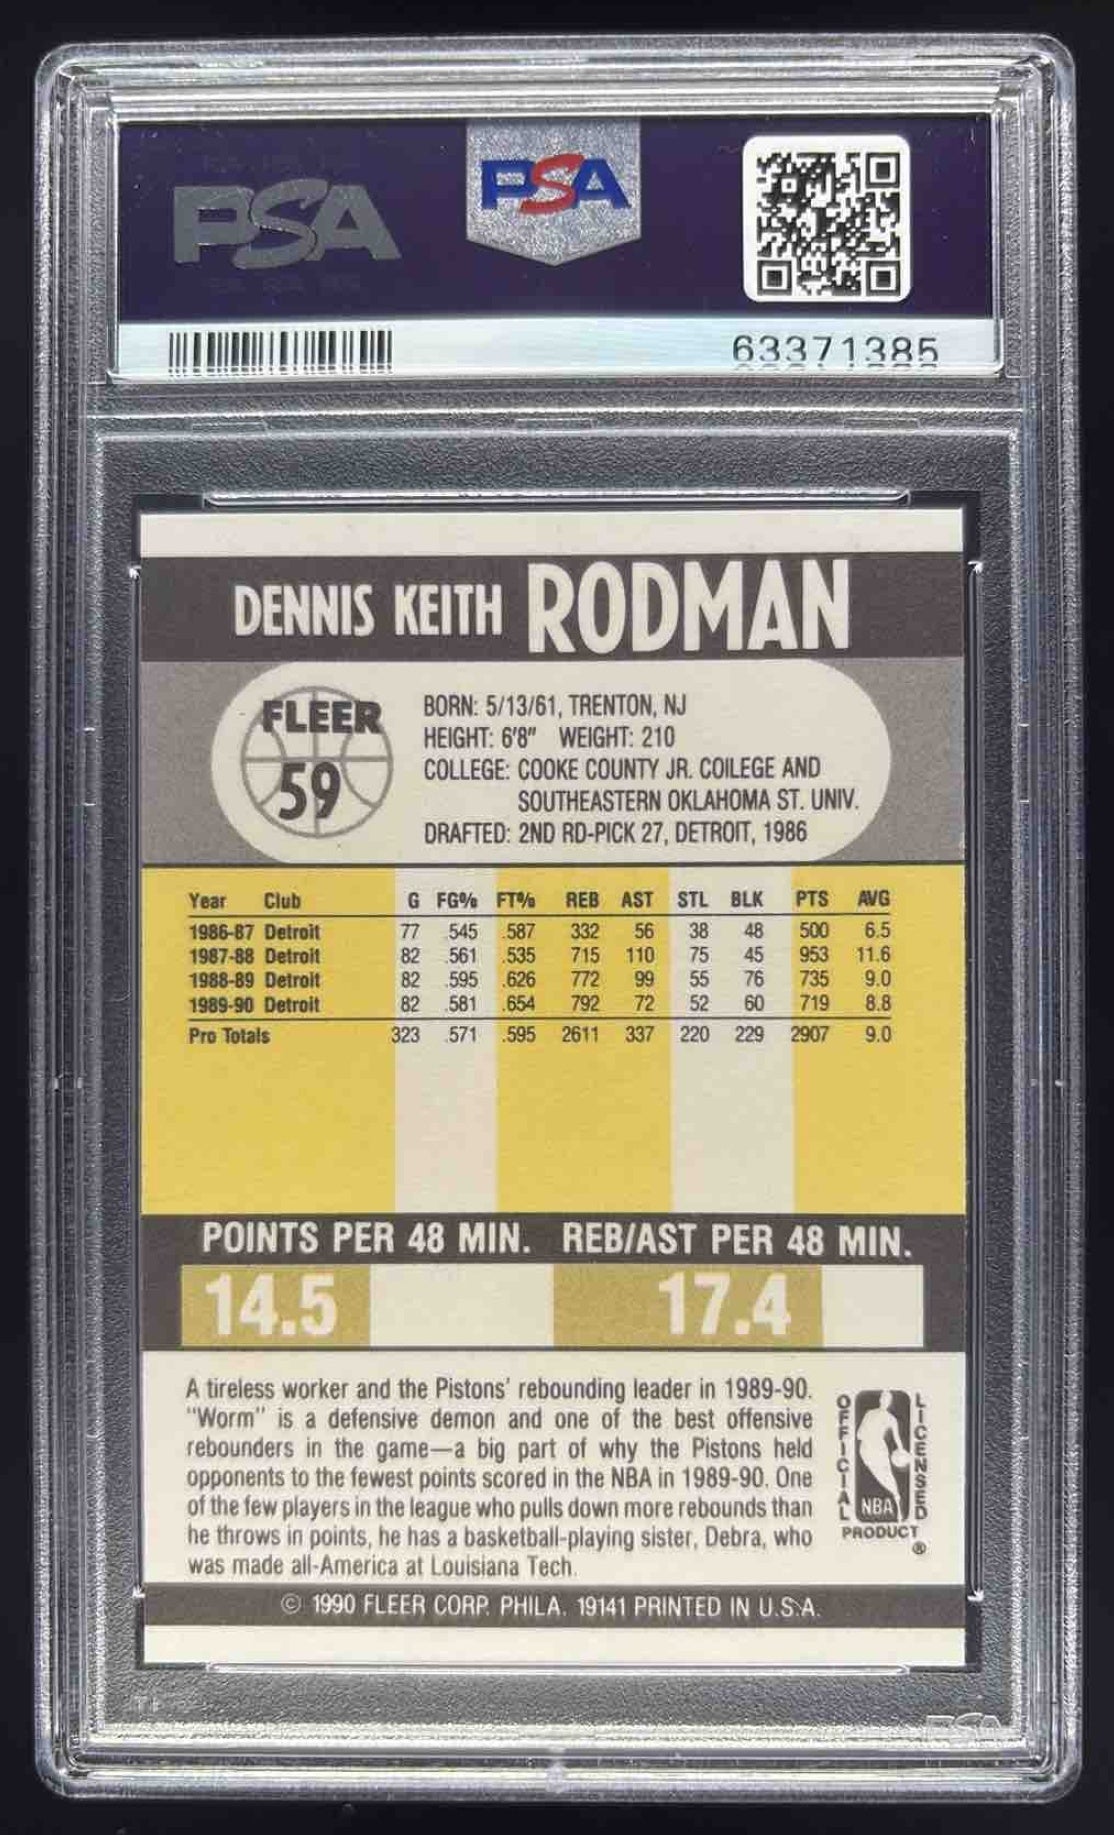 PSA
PSA
63371385
DENNIS KEITH RODMAN
FLEER
59
BORN: 5/13/61, TRENTON, NJ
HEIGHT: 6'8" WEIGHT: 210
COLLEGE: COOKE COUNTY JR. COILEGE AND
SOUTHEASTERN OKLAHOMA ST. UNIV.
DRAFTED: 2ND RD-PICK 27, DETROIT, 1986
Year Club G FG% FT% REB AST STL BLK PTS AVG
1986-87 Detroit 77 .545 .587 332 56 38 48 500 6.5
1987-88 Detroit 82 .561 .535 715 110 75 45 953 11.6
1988-89 Detroit 82 .595 .626 772 99 55 76 735 9.0
1989-90 Detroit 82 .581 .654 792 72 52 60 719 8.8
Pro Totals 323 .571 .595 2611 337 220 229 2907 9.0
POINTS PER 48 MIN. REB/AST PER 48 MIN.
14.5 17.4
A tireless worker and the Pistons' rebounding leader in 1989-90.
"Worm" is a defensive demon and one of the best offensive
rebounders in the game—a big part of why the Pistons held
opponents to the fewest points scored in the NBA in 1989-90. One
of the few players in the league who pulls down more rebounds than
he throws in points, he has a basketball-playing sister, Debra, who
was made all-America at Louisiana Tech.
OFFICIAL LICENSED
NBA
PRODUCT
®
© 1990 FLEER CORP. PHILA. 19141 PRINTED IN U.S.A.
PSA